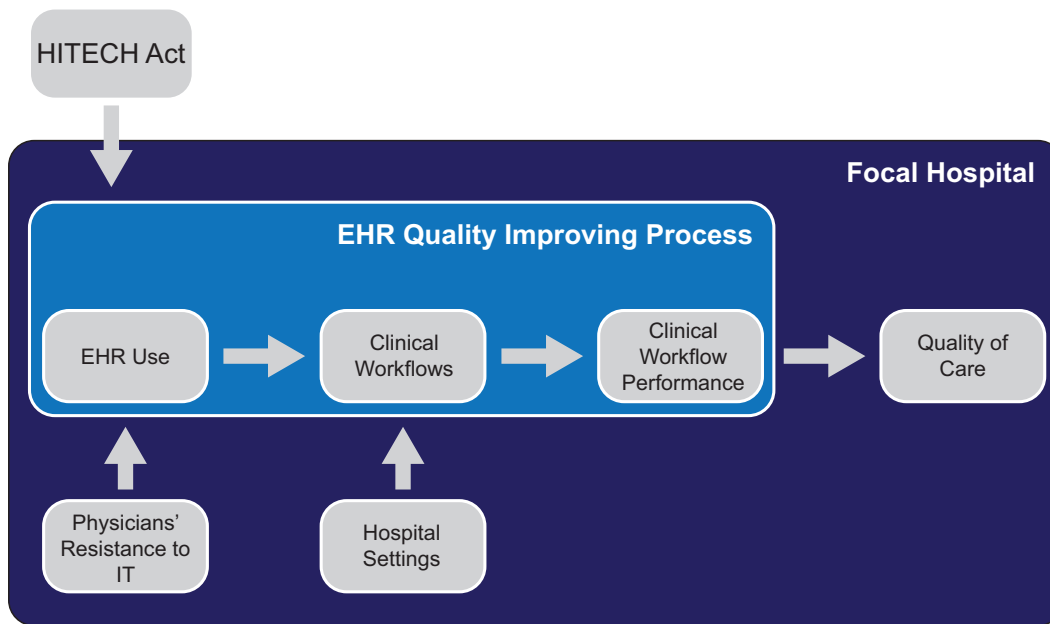 HITECH Act
Focal Hospital
EHR Quality Improving Process
EHR Use
Clinical
Workflows
Clinical
Workflow
Performance
Quality of
Care
Physicians’
Resistance to
IT
Hospital
Settings